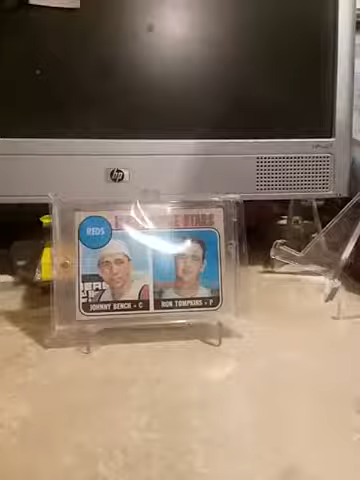 hp
REDS
STARS
JOHNNY BENCH • C
RON TOMPKINS • P